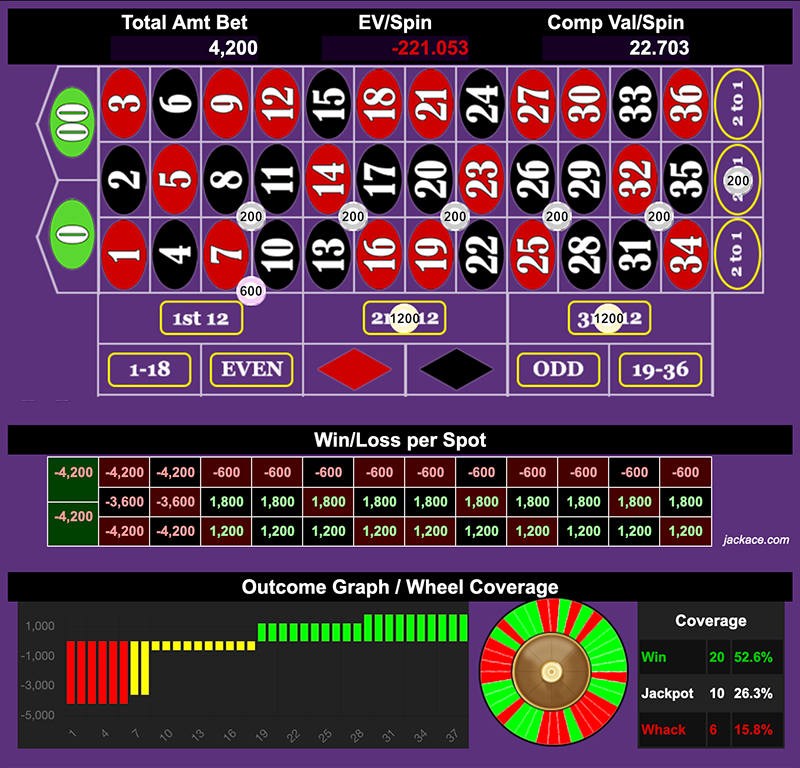 Total Amt Bet EV/Spin Comp Val/Spin
4,200 -221.053 22.703
00 3 6 9 12 15 18 21 24 27 30 33 36 2 to 1
2 5 8 11 14 17 20 23 26 29 32 35 200 1
0 200 200 200 200 200
1 4 7 10 13 16 19 22 25 28 31 34 2 to 1
600
1st 12 2 1200 12 3 1200 12
1-18 EVEN ODD 19-36
Win/Loss per Spot
-4,200 -4,200 -4,200 -600 -600 -600 -600 -600 -600 -600 -600 -600 -600
-3,600 -3,600 1,800 1,800 1,800 1,800 1,800 1,800 1,800 1,800 1,800 1,800
-4,200 -4,200 -4,200 1,200 1,200 1,200 1,200 1,200 1,200 1,200 1,200 1,200 1,200
jackace.com
Outcome Graph / Wheel Coverage
1,000
-1,000
-3,000
-5,000
1 4 7 10 13 16 19 22 25 28 31 34 37
Coverage
Win 20 52.6%
Jackpot 10 26.3%
Whack 6 15.8%